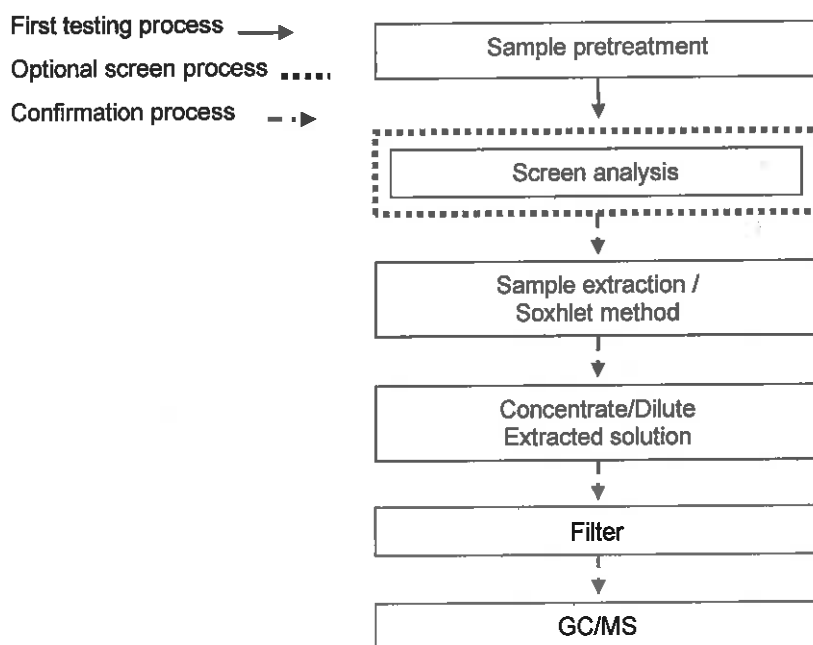 First testing process
Optional screen process
Confirmation process
Sample pretreatment
Screen analysis
Sample extraction /
Soxhlet method
Concentrate/Dilute
Extracted solution
Filter
GC/MS